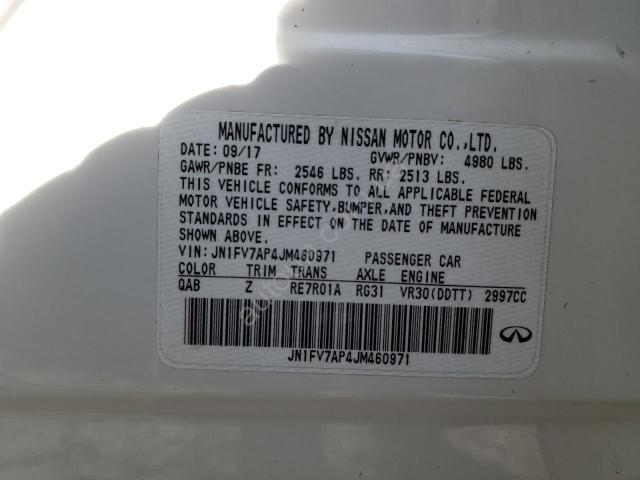 MANUFACTURED BY NISSAN MOTOR CO.,LTD.
DATE: 09/17 GVWR/PNBV: 4980 LBS.
GAWR/PNBE FR: 2546 LBS. RR: 2513 LBS.
THIS VEHICLE CONFORMS TO ALL APPLICABLE FEDERAL
MOTOR VEHICLE SAFETY,BUMPER,AND THEFT PREVENTION
STANDARDS IN EFFECT ON THE DATE OF MANUFACTURE
SHOWN ABOVE.
VIN: JN1FV7AP4JM460971 PASSENGER CAR
COLOR TRIM TRANS AXLE ENGINE
QAB Z RE7R01A RG31 VR30(DDTT) 2997CC
JN1FV7AP4JM460971